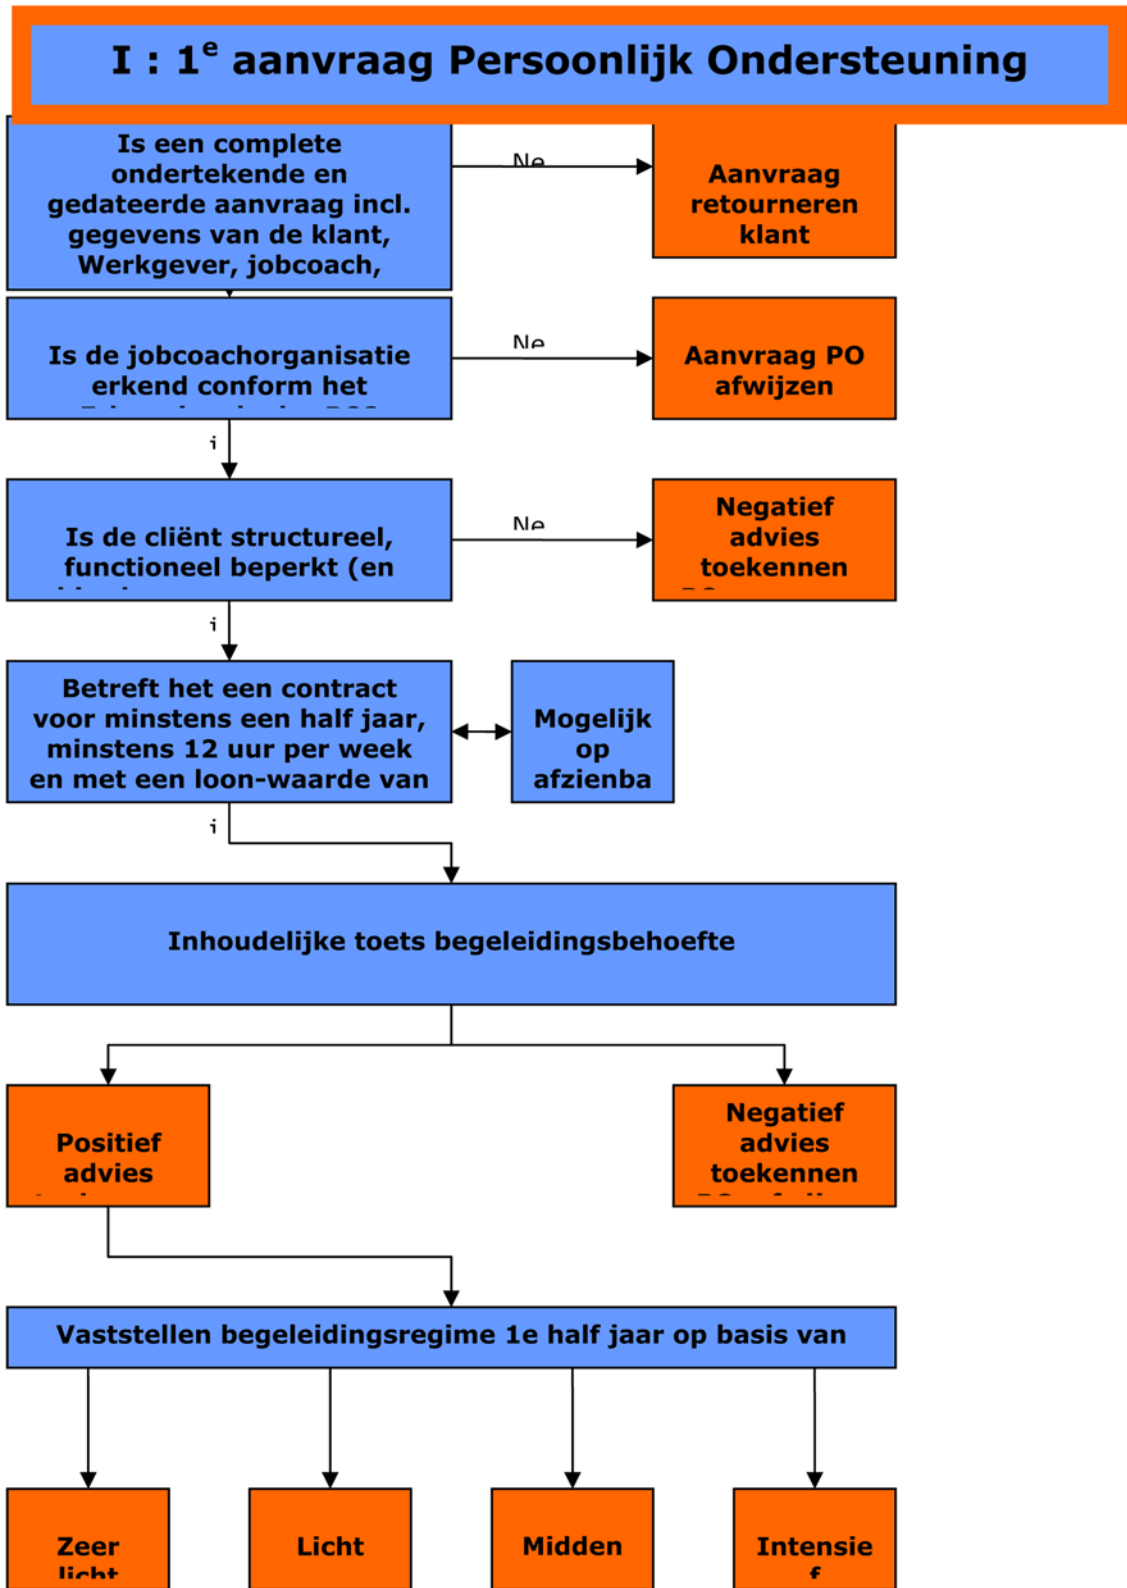 I : 1e aanvraag Persoonlijk Ondersteuning
Is een complete
ondertekende en
gedateerde aanvraag incl.
gegevens van de klant,
Werkgever, jobcoach,
Ne
Aanvraag
retourneren
klant
Is de jobcoachorganisatie
erkend conform het
Ne
Aanvraag PO
afwijzen
Is de cliënt structureel,
functioneel beperkt (en
Ne
Negatief
advies
toekennen
Betreft het een contract
voor minstens een half jaar,
minstens 12 uur per week
en met een loon-waarde van
Mogelijk
op
afzienba
Inhoudelijke toets begeleidingsbehoefte
Positief
advies
Negatief
advies
toekennen
Vaststellen begeleidingsregime 1e half jaar op basis van
Zeer
licht
Licht
Midden
Intensie
f